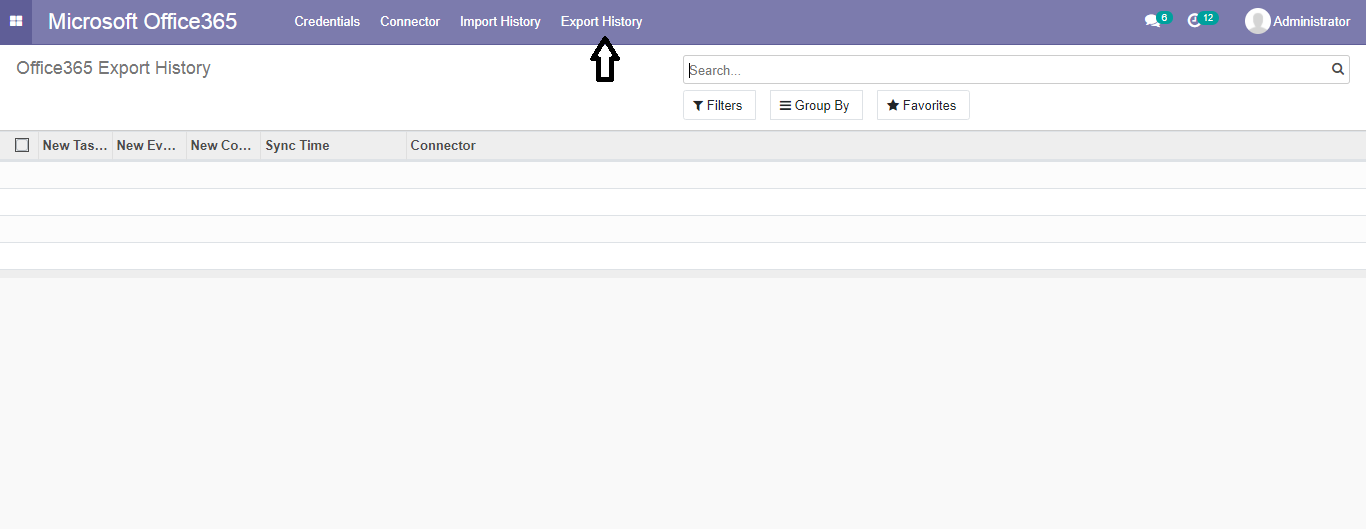 Microsoft Office365 Credentials Connector Import History Export History 6 12 Administrator
Office365 Export History
Search...
Filters Group By Favorites
New Tas... New Ev... New Co... Sync Time Connector